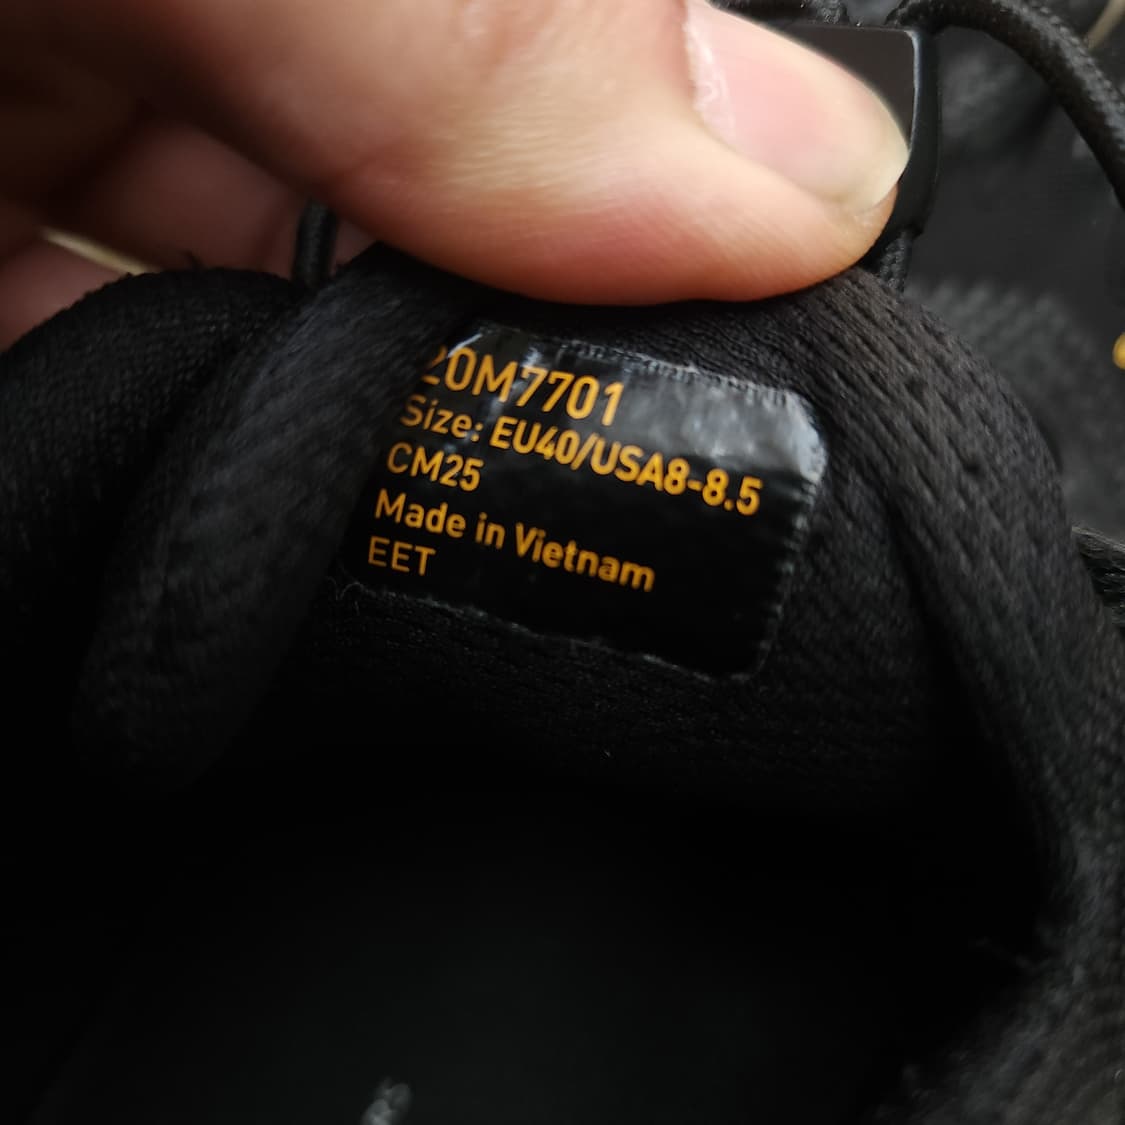 20M7701
Size: EU40/USA8-8.5
CM25
Made in Vietnam
EET